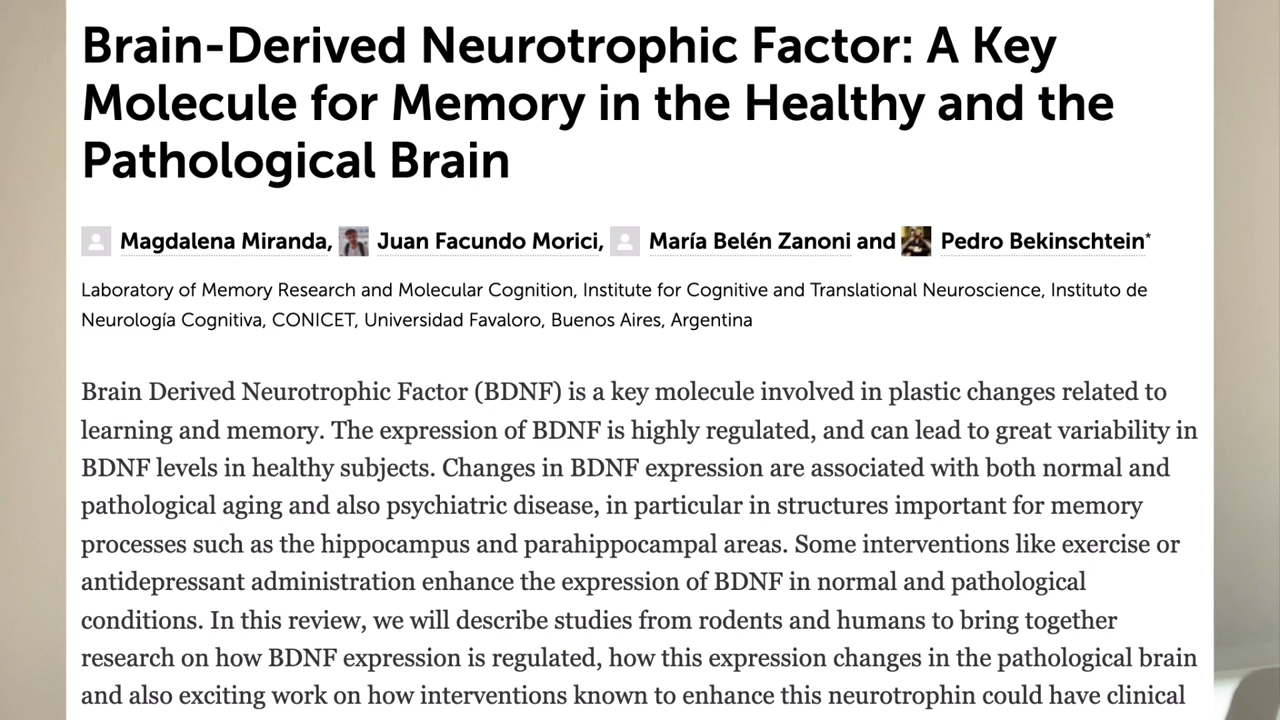 Brain-Derived Neurotrophic Factor: A Key
Molecule for Memory in the Healthy and the
Pathological Brain
Magdalena Miranda, Juan Facundo Morici, María Belén Zanoni and Pedro Bekinschtein*
Laboratory of Memory Research and Molecular Cognition, Institute for Cognitive and Translational Neuroscience, Instituto de
Neurología Cognitiva, CONICET, Universidad Favaloro, Buenos Aires, Argentina
Brain Derived Neurotrophic Factor (BDNF) is a key molecule involved in plastic changes related to
learning and memory. The expression of BDNF is highly regulated, and can lead to great variability in
BDNF levels in healthy subjects. Changes in BDNF expression are associated with both normal and
pathological aging and also psychiatric disease, in particular in structures important for memory
processes such as the hippocampus and parahippocampal areas. Some interventions like exercise or
antidepressant administration enhance the expression of BDNF in normal and pathological
conditions. In this review, we will describe studies from rodents and humans to bring together
research on how BDNF expression is regulated, how this expression changes in the pathological brain
and also exciting work on how interventions known to enhance this neurotrophin could have clinical